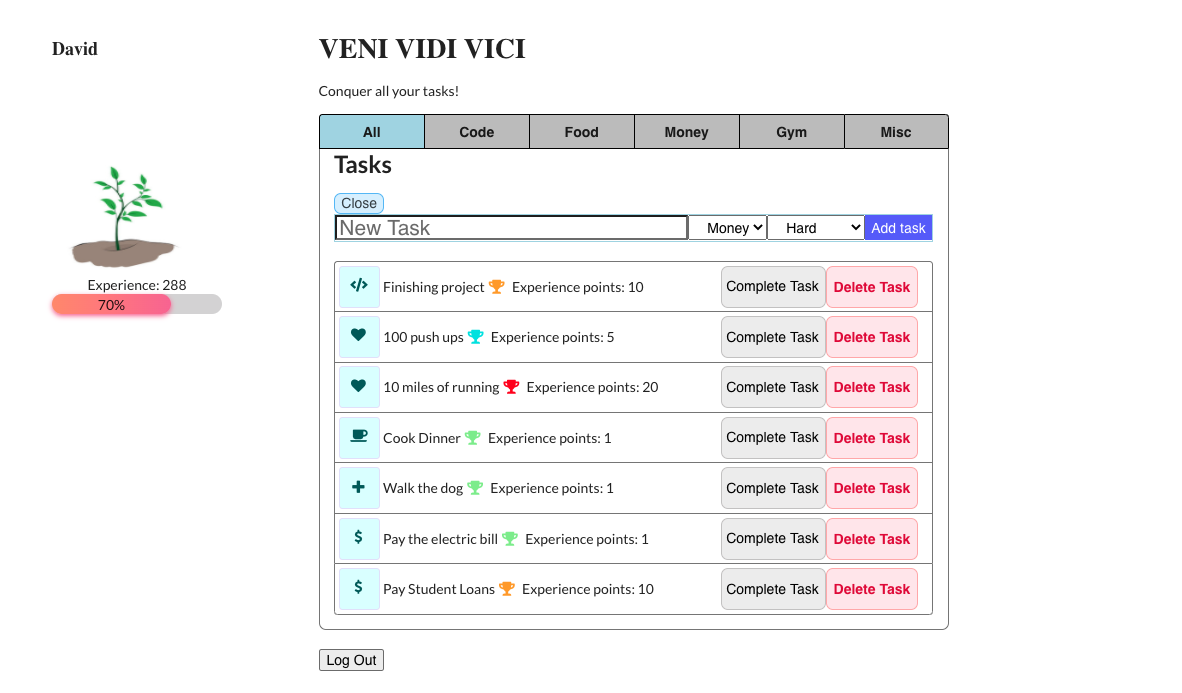 David
VENI VIDI VICI
Conquer all your tasks!
All Code Food Money Gym Misc
Tasks
Close
New Task Money Hard Add task
Finishing project Experience points: 10 Complete Task Delete Task
100 push ups Experience points: 5 Complete Task Delete Task
10 miles of running Experience points: 20 Complete Task Delete Task
Cook Dinner Experience points: 1 Complete Task Delete Task
Walk the dog Experience points: 1 Complete Task Delete Task
Pay the electric bill Experience points: 1 Complete Task Delete Task
Pay Student Loans Experience points: 10 Complete Task Delete Task
Experience: 288
70%
Log Out